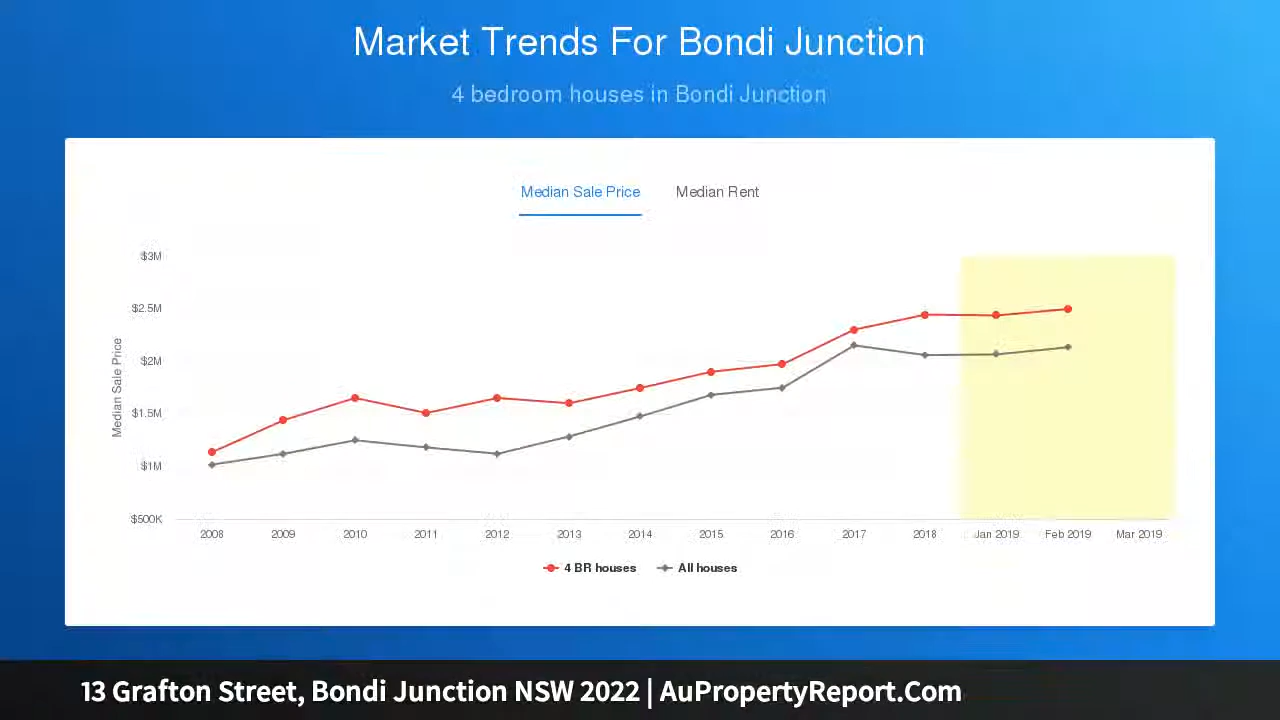 Market Trends For Bondi Junction
4 bedroom houses in Bondi Junction
Median Sale Price Median Rent
$3M
$2.5M
$2M
$1.5M
$1M
$500K
Median Sale Price
2008 2009 2010 2011 2012 2013 2014 2015 2016 2017 2018 Jan 2019 Feb 2019 Mar 2019
4 BR houses All houses
13 Grafton Street, Bondi Junction NSW 2022 | AuPropertyReport.Com